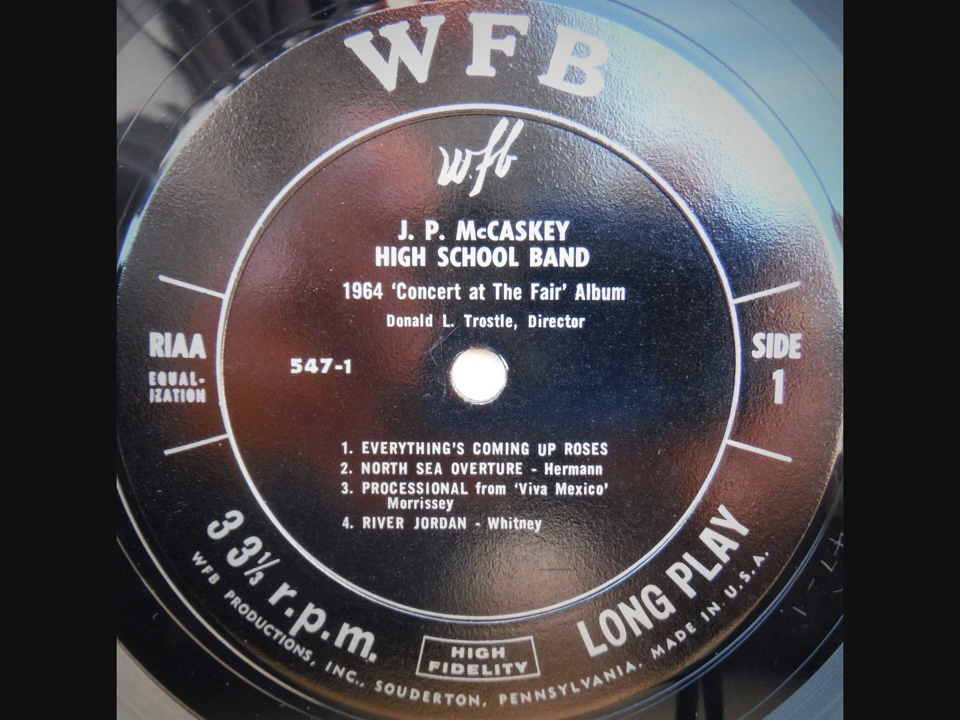 WFB
wfb
J. P. McCASKEY
HIGH SCHOOL BAND
1964 'Concert at The Fair' Album
Donald L. Trostle, Director
547-1
RIAA
EQUAL-
IZATION
SIDE
1
1. EVERYTHING'S COMING UP ROSES
2. NORTH SEA OVERTURE - Hermann
3. PROCESSIONAL from 'Viva Mexico'
Morrissey
4. RIVER JORDAN - Whitney
33⅓ r.p.m.
HIGH
FIDELITY
LONG PLAY
WFB PRODUCTIONS, INC., SOUDERTON, PENNSYLVANIA. MADE IN U.S.A.